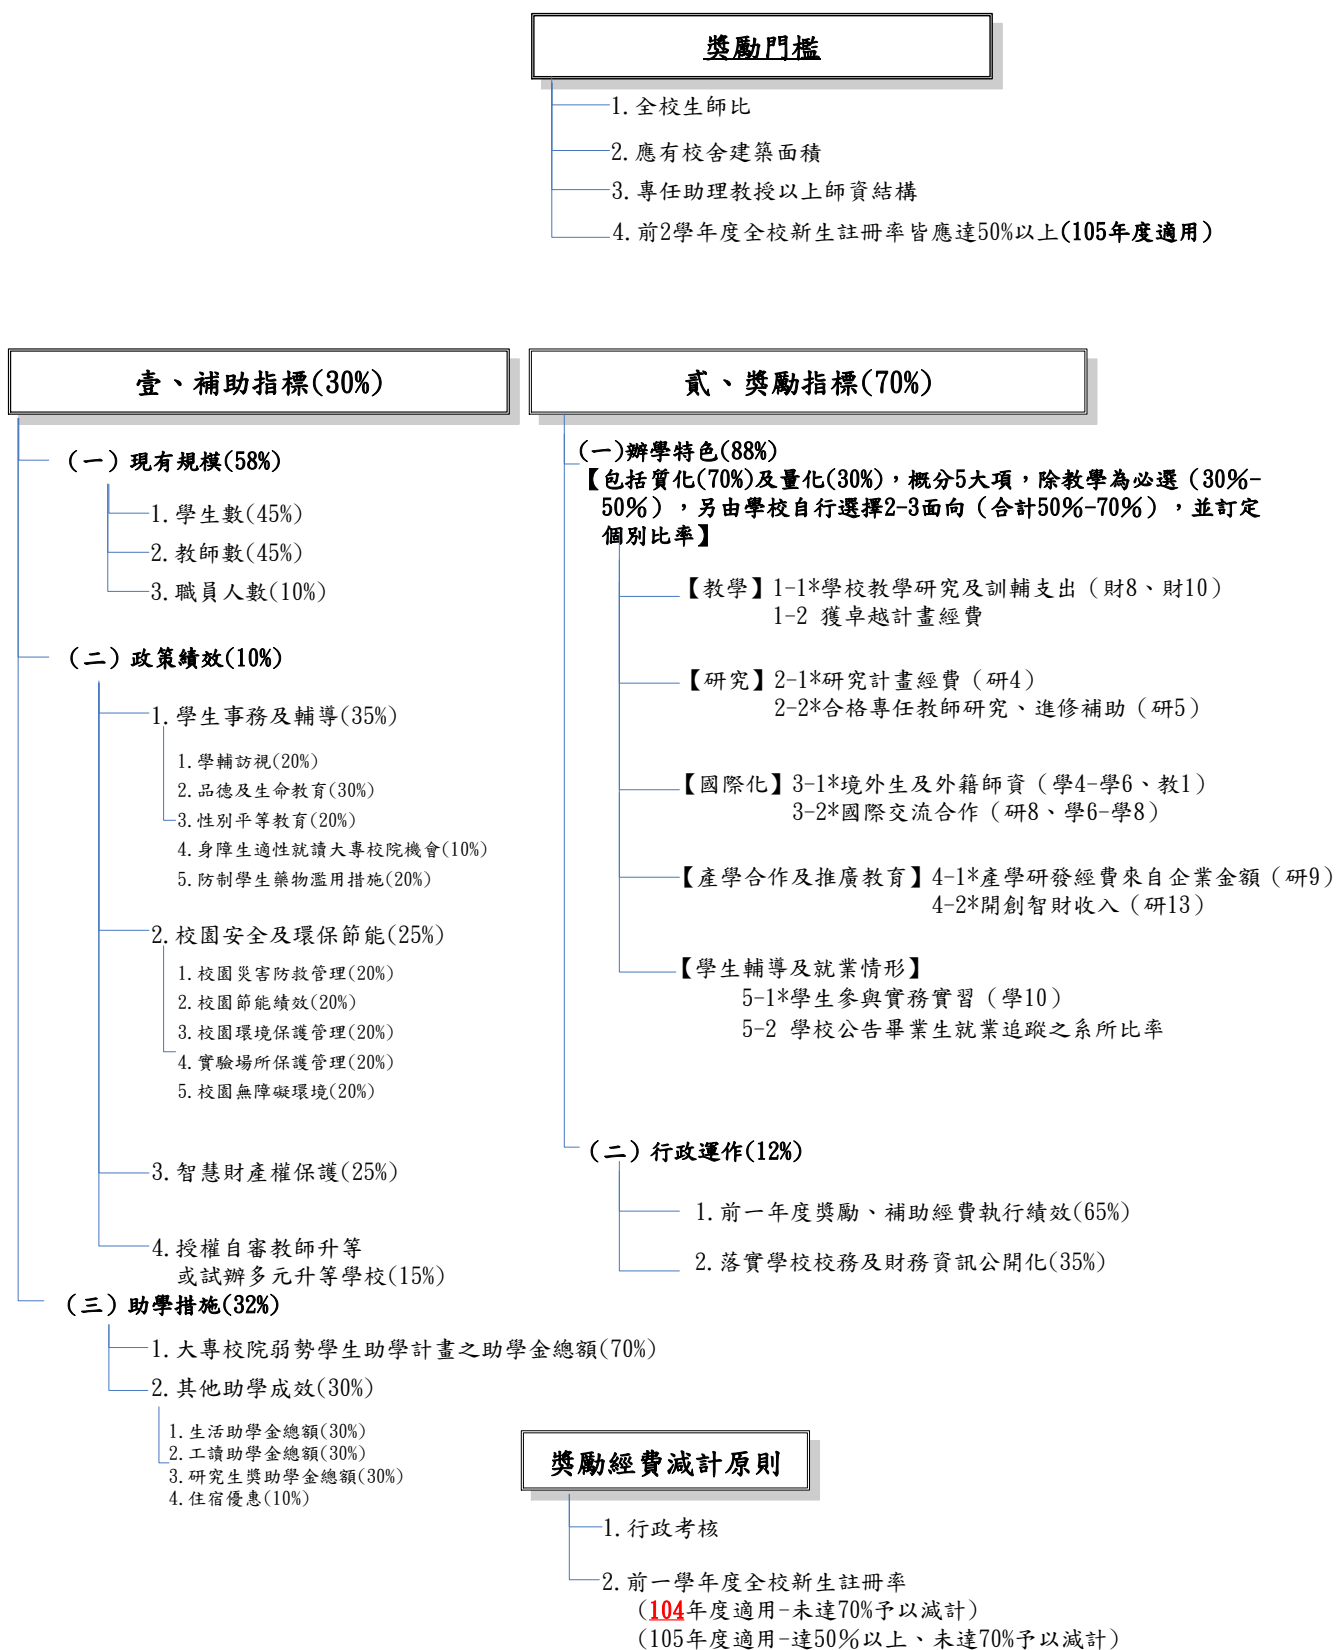 獎勵門檻
1.全校生師比
2.應有校舍建築面積
3.專任助理教授以上師資結構
4.前2學年度全校新生註冊率皆應達50%以上(105年度適用)
壹、補助指標(30%)
(一)現有規模(58%)
1.學生數(45%)
2.教師數(45%)
3.職員人數(10%)
(二)政策績效(10%)
1.學生事務及輔導(35%)
1.學輔訪視(20%)
2.品德及生命教育(30%)
3.性別平等教育(20%)
4.身障生適性就讀大專校院機會(10%)
5.防制學生藥物濫用措施(20%)
2.校園安全及環保節能(25%)
1.校園災害防救管理(20%)
2.校園節能績效(20%)
3.校園環境保護管理(20%)
4.實驗場所保護管理(20%)
5.校園無障礙環境(20%)
3.智慧財產權保護(25%)
4.授權自審教師升等
或試辦多元升等學校(15%)
(三)助學措施(32%)
1.大專校院弱勢學生助學計畫之助學金總額(70%)
2.其他助學成效(30%)
1.生活助學金總額(30%)
2.工讀助學金總額(30%)
3.研究生獎助學金總額(30%)
4.住宿優惠(10%)
貳、獎勵指標(70%)
(一)辦學特色(88%)
【包括質化(70%)及量化(30%)，概分5大項，除教學為必選（30％-
50％），另由學校自行選擇2-3面向（合計50％-70％），並訂定
個別比率】
【教學】1-1*學校教學研究及訓輔支出（財8、財10）
1-2 獲卓越計畫經費
【研究】2-1*研究計畫經費（研4）
2-2*合格專任教師研究、進修補助（研5）
【國際化】3-1*境外生及外籍師資（學4-學6、教1）
3-2*國際交流合作（研8、學6-學8）
【產學合作及推廣教育】4-1*產學研發經費來自企業金額（研9）
4-2*開創智財收入（研13）
【學生輔導及就業情形】
5-1*學生參與實務實習（學10）
5-2 學校公告畢業生就業追蹤之系所比率
(二)行政運作(12%)
1.前一年度獎勵、補助經費執行績效(65%)
2.落實學校校務及財務資訊公開化(35%)
獎勵經費減計原則
1.行政考核
2.前一學年度全校新生註冊率
（104年度適用-未達70%予以減計）
（105年度適用-達50％以上、未達70%予以減計）